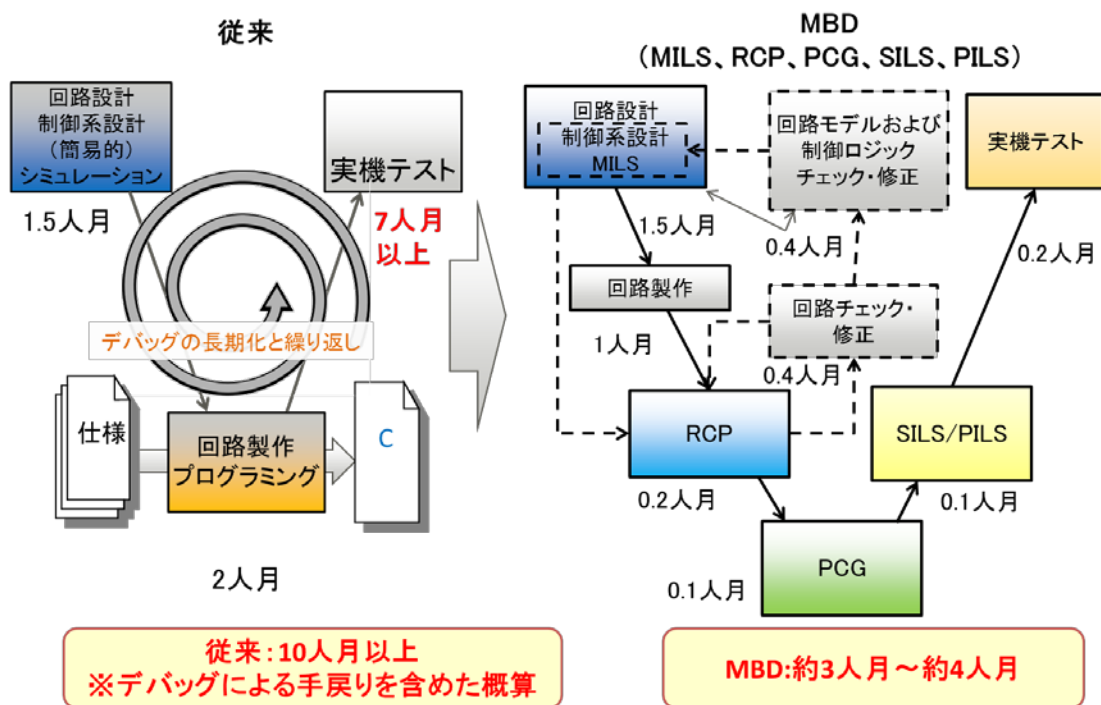 従来
回路設計
制御系設計
(簡易的)
シミュレーション
1.5人月
実機テスト
7人月
以上
デバッグの長期化と繰り返し
仕様
回路製作
プログラミング
C
2人月
従来：10人月以上
※デバッグによる手戻りを含めた概算
MBD
(MILS、RCP、PCG、SILS、PILS)
回路設計
制御系設計
MILS
回路モデルおよび
制御ロジック
チェック・修正
実機テスト
1.5人月
0.4人月
0.2人月
回路製作
回路チェック・
修正
1人月
0.4人月
RCP
SILS/PILS
0.2人月
0.1人月
PCG
0.1人月
MBD:約3人月～約4人月